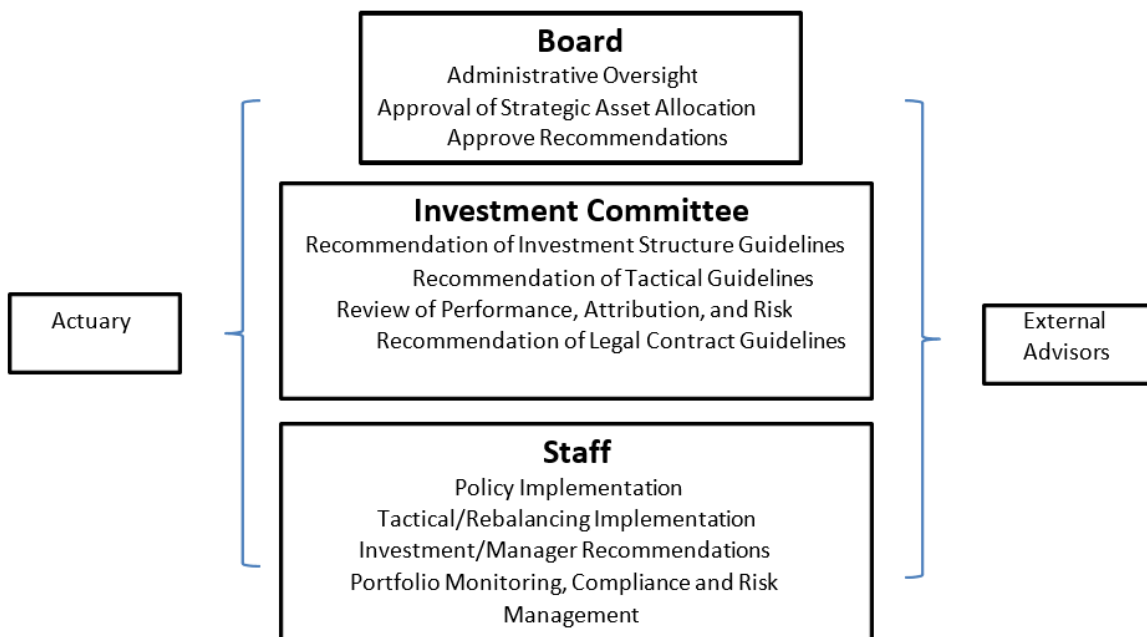 Board
Administrative Oversight
Approval of Strategic Asset Allocation
Approve Recommendations
Investment Committee
Recommendation of Investment Structure Guidelines
Recommendation of Tactical Guidelines
Review of Performance, Attribution, and Risk
Recommendation of Legal Contract Guidelines
Actuary
External
Advisors
Staff
Policy Implementation
Tactical/Rebalancing Implementation
Investment/Manager Recommendations
Portfolio Monitoring, Compliance and Risk
Management